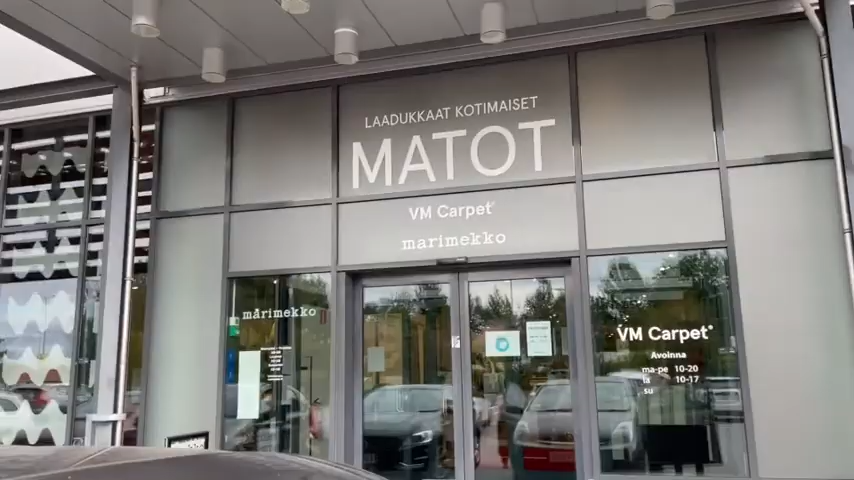 LAADUKKAAT KOTIMAISET
MATOT
VM Carpet
marimekko
marimekko
VM Carpet
Avoinna
ma-pe 10-20
la 10-17
su